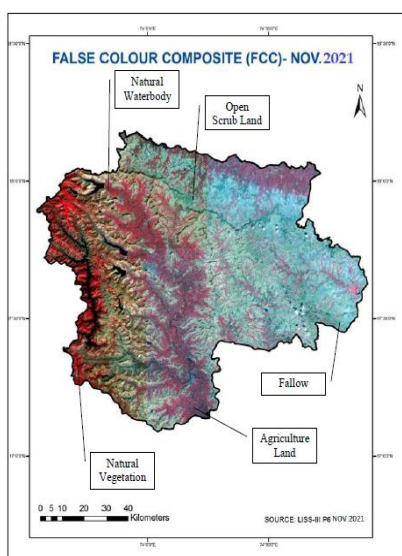 FALSE COLOUR COMPOSITE (FCC)- NOV.2021
Natural
Waterbody
Open
Scrub Land
N
Fallow
Agriculture
Land
Natural
Vegetation
0 5 10 20 30 40
Kilometers
SOURCE: LISS-III P6 NOV 2021